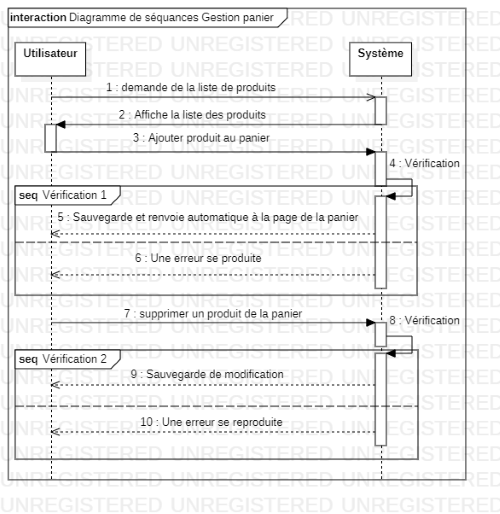 interaction Diagramme de séquances Gestion panier
Utilisateur
Système
1 : demande de la liste de produits
2 : Affiche la liste des produits
3 : Ajouter produit au panier
4 : Vérification
seq Vérification 1
5 : Sauvegarde et renvoie automatique à la page de la panier
6 : Une erreur se produite
7 : supprimer un produit de la panier
8 : Vérification
seq Vérification 2
9 : Sauvegarde de modification
10 : Une erreur se reproduite
UNREGISTERED UNREGISTERED UNREGISTERED